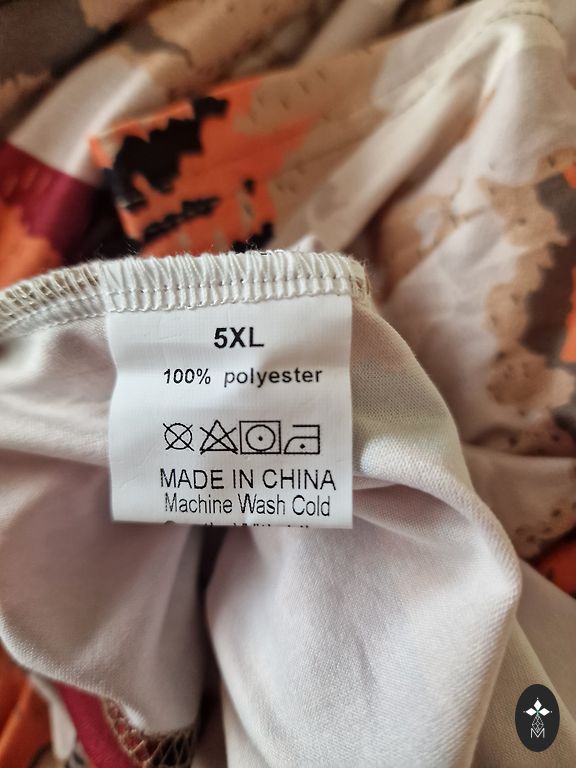 5XL
100% polyester
MADE IN CHINA
Machine Wash Cold